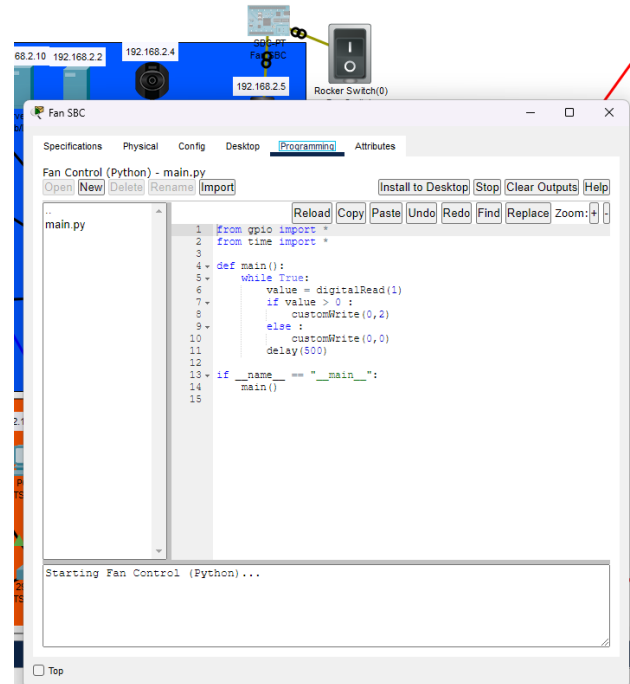 SBC-PT
Fan SBC
68.2.10
192.168.2.2
192.168.2.4
192.168.2.5
Rocker Switch(0)
Fan SBC
Specifications Physical Config Desktop Programming Attributes
Fan Control (Python) - main.py
Open New Delete Rename Import Install to Desktop Stop Clear Outputs Help
Reload Copy Paste Undo Redo Find Replace Zoom: + -
..
main.py
1 from gpio import *
2 from time import *
3
4 def main():
5 while True:
6 value = digitalRead(1)
7 if value > 0 :
8 customWrite(0,2)
9 else :
10 customWrite(0,0)
11 delay(500)
12
13 if __name__ == "__main__":
14 main()
15
Starting Fan Control (Python)...
Top